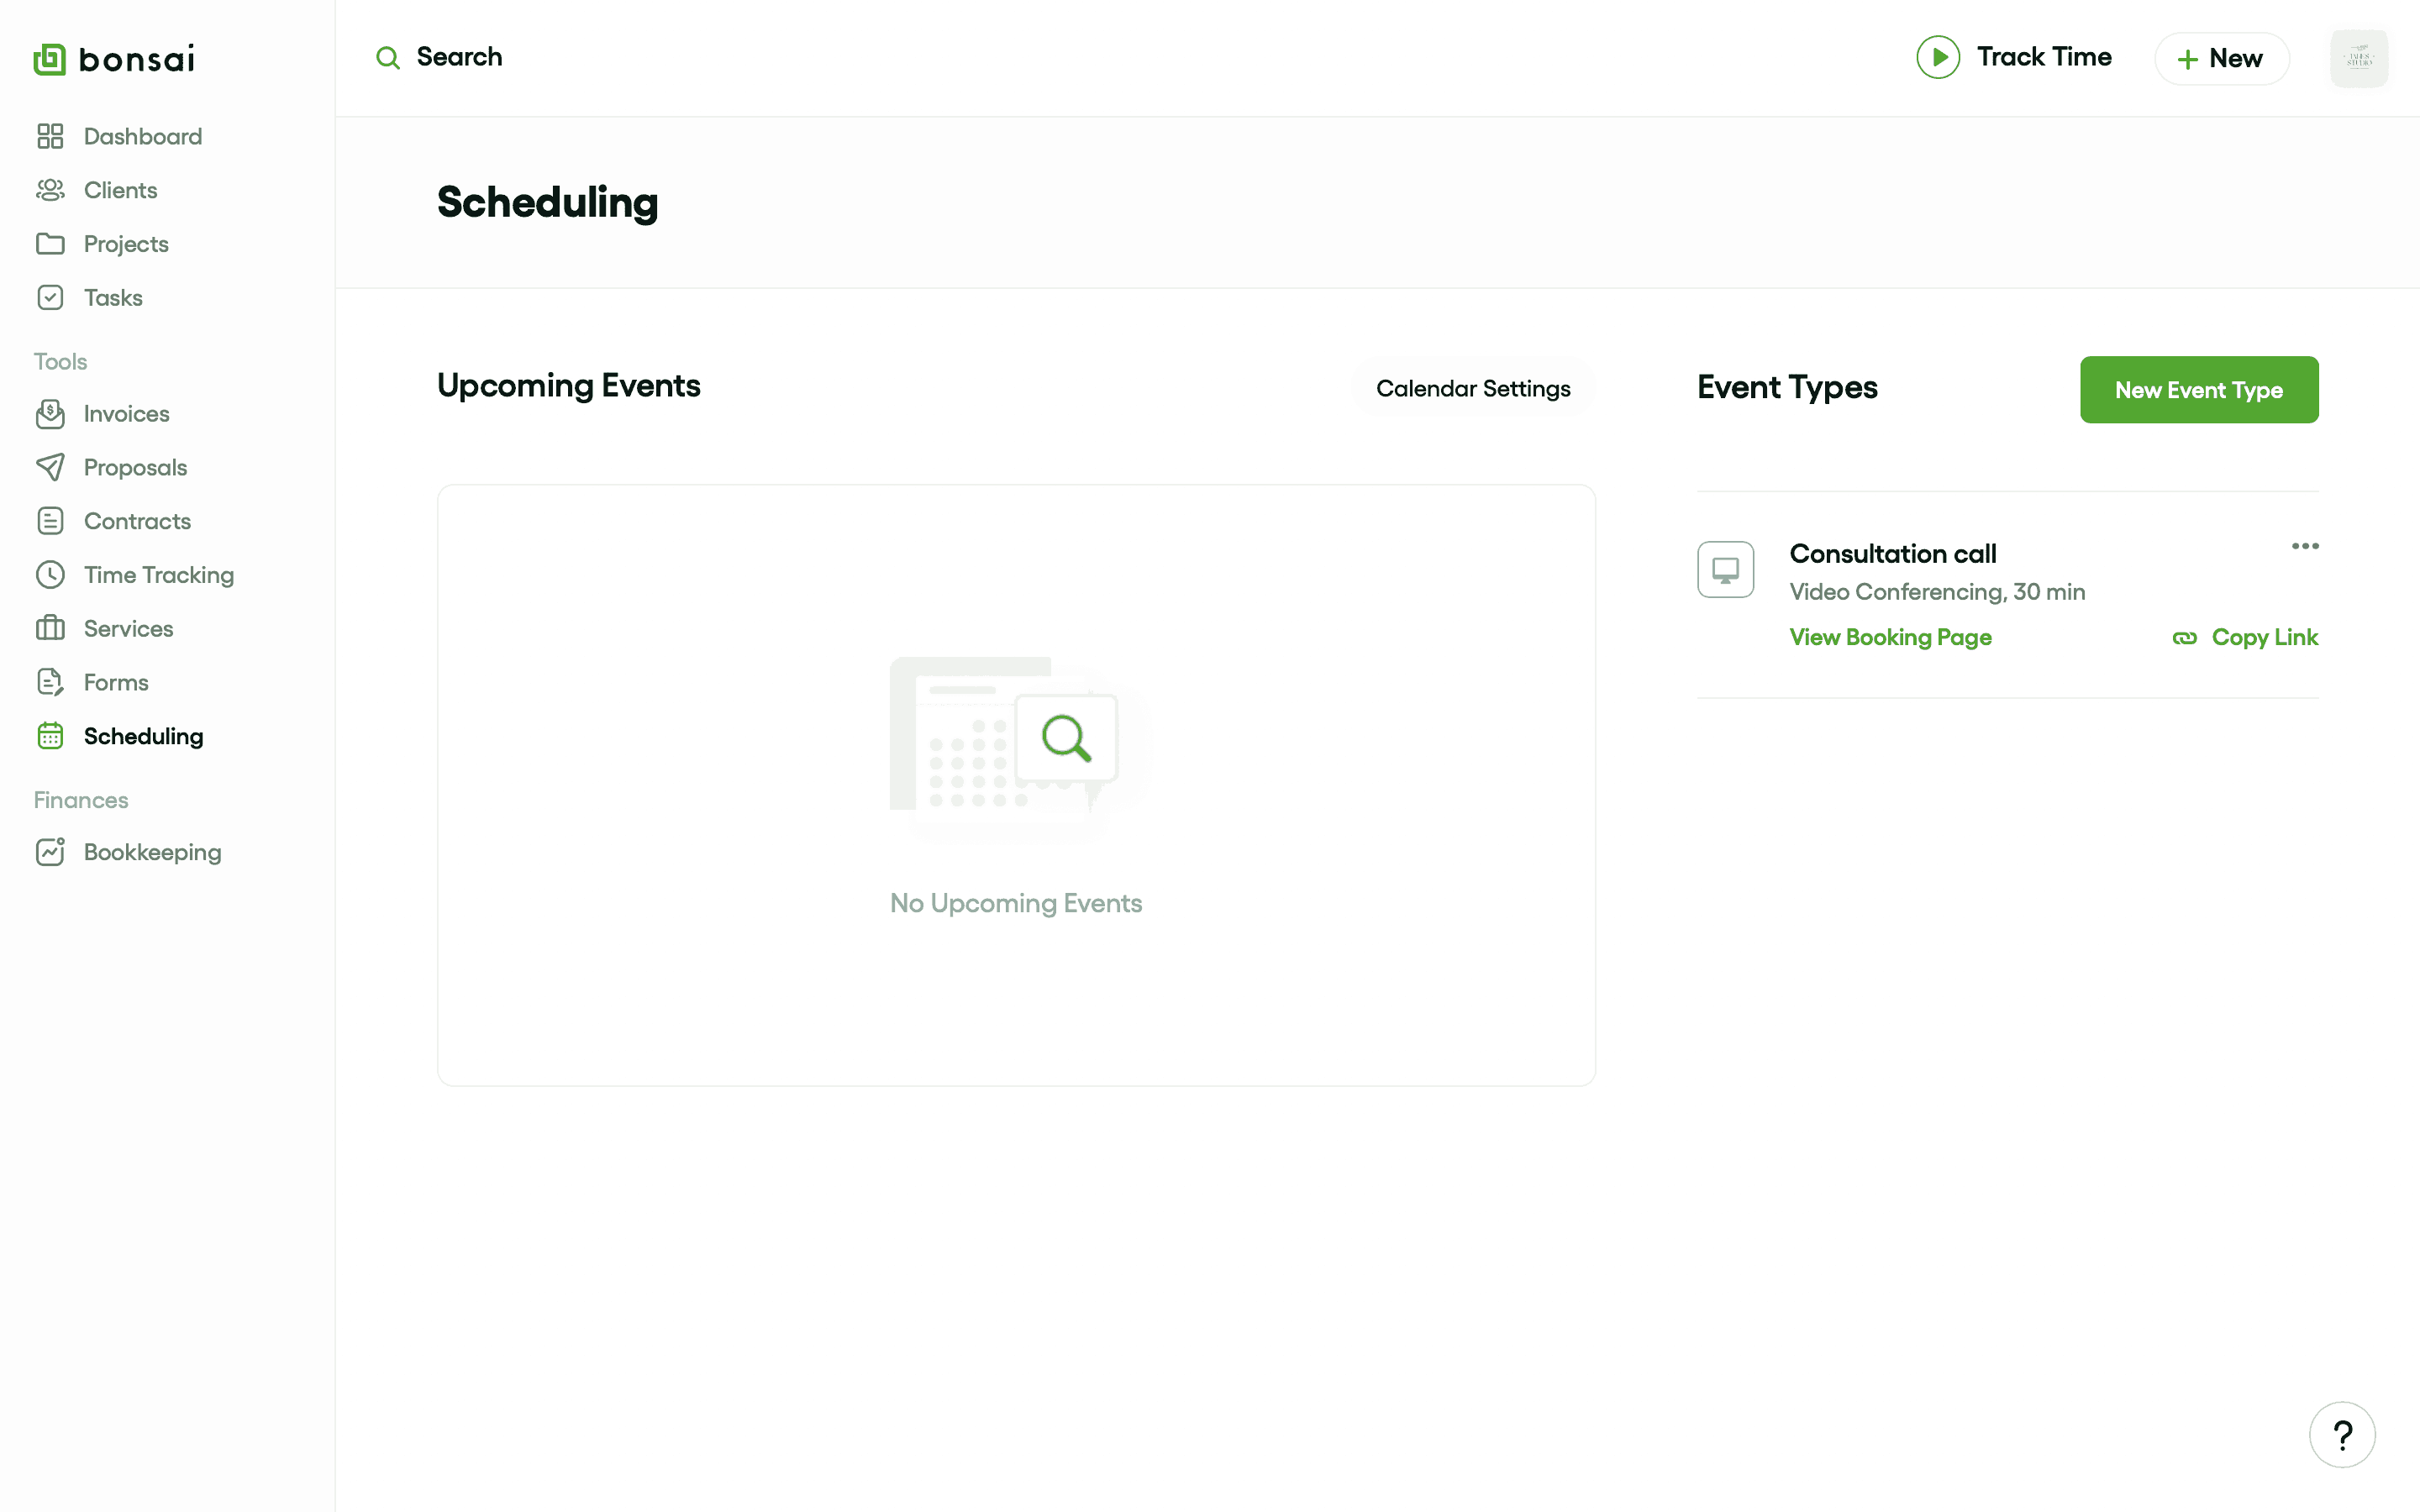 bonsai
Search
Track Time
New
Dashboard
Clients
Projects
Tasks
Tools
Invoices
Proposals
Contracts
Time Tracking
Services
Forms
Scheduling
Finances
Bookkeeping
Scheduling
Upcoming Events
Calendar Settings
No Upcoming Events
Event Types
New Event Type
Consultation call
Video Conferencing, 30 min
View Booking Page
Copy Link
?